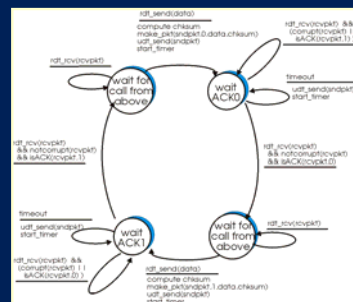 rdt_send(data)
compute chksum
make_pkt(sndpkt,0,data,chksum)
udt_send(sndpkt)
start_timer
rdt_rcv(rcvpkt) &&
(corrupt(rcvpkt) ||
isACK(rcvpkt,1) )
rdt_rcv(rcvpkt)
wait for
call from
above
wait
ACK0
timeout
udt_send(sndpkt)
start_timer
rdt_rcv(rcvpkt)
&& notcorrupt(rcvpkt)
&& isACK(rcvpkt,1)
rdt_rcv(rcvpkt)
&& notcorrupt(rcvpkt)
&& isACK(rcvpkt,0)
timeout
udt_send(sndpkt)
start_timer
wait
ACK1
wait for
call from
above
rdt_rcv(rcvpkt)
rdt_rcv(rcvpkt) &&
(corrupt(rcvpkt) ||
isACK(rcvpkt,0) )
rdt_send(data)
compute chksum
make_pkt(sndpkt,1,data,chksum)
udt_send(sndpkt)
start_timer